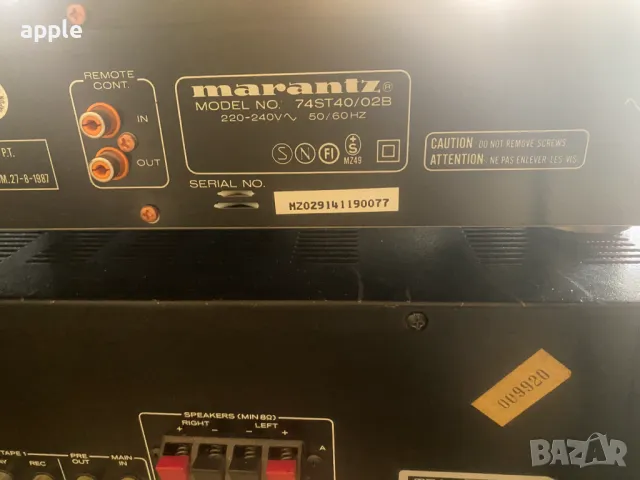 apple
REMOTE
CONT.
IN
OUT
marantz®
MODEL NO. 74ST40/02B
220-240V∿ 50/60HZ
S N FI +S
MZ49
CAUTION DO NOT REMOVE SCREWS.
ATTENTION : NE PAS ENLEVER LES VIS.
P.T.
M.27-8-1987
SERIAL NO.
MZ029141190077
009920
SPEAKERS (MIN 8Ω)
RIGHT LEFT
+ - - +
A
TAPE 1
REC
PRE
OUT
MAIN
IN
BAZAR